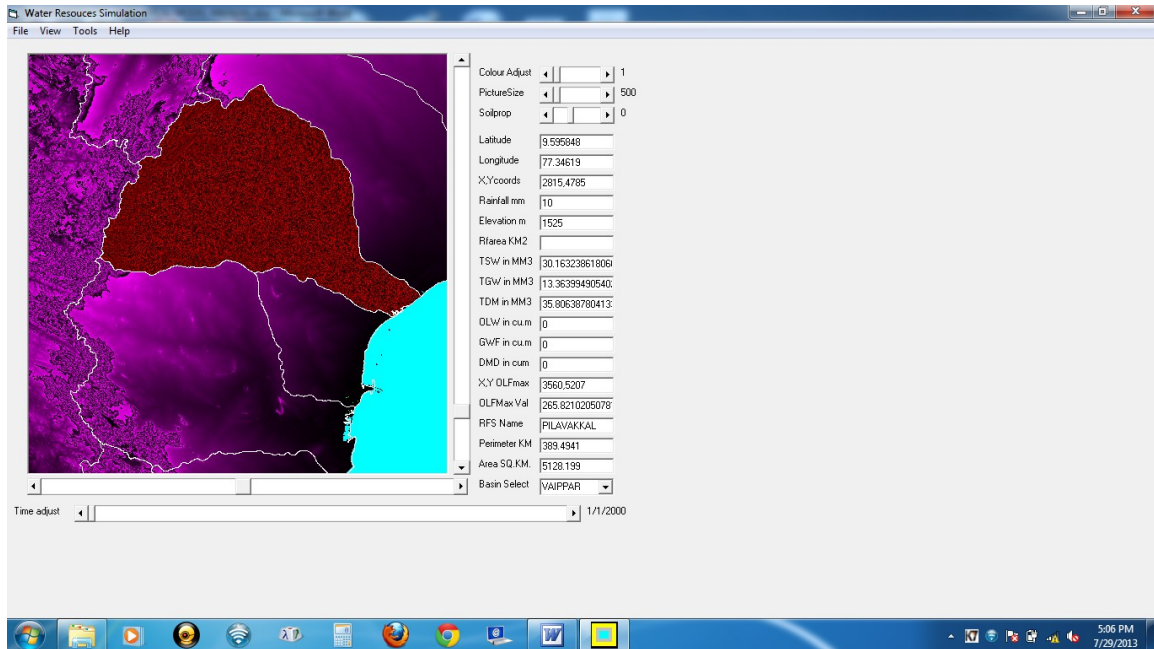 Water Resouces Simulation
File View Tools Help
Colour Adjust 1
PictureSize 500
Soilprop 0
Latitude 9.595848
Longitude 77.34619
X,Ycoords 2815,4785
Rainfall mm 10
Elevation m 1525
Rfarea KM2
TSW in MM3 30.1632386180
TGW in MM3 13.3639949054
TDM in MM3 35.8063878041
OLW in cu.m 0
GWF in cu.m 0
DMD in cum 0
X,Y OLFmax 3560,5207
OLFMax Val 265.821020507
RFS Name PILAVAKKAL
Perimeter KM 389.4941
Area SQ.KM. 5128.199
Basin Select VAIPPAR
Time adjust 1/1/2000
5:06 PM
7/29/2013